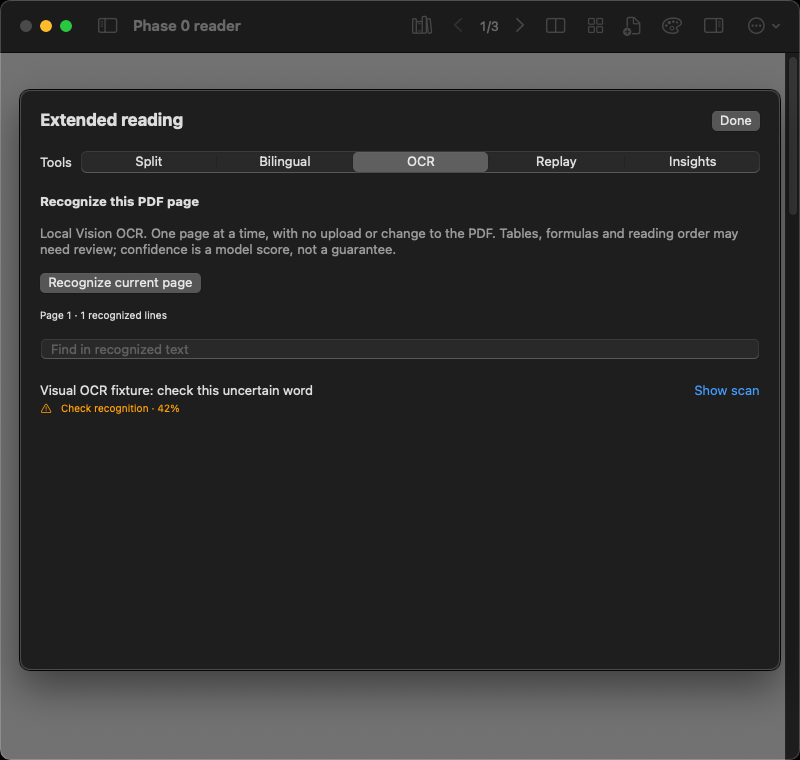 Phase 0 reader
1/3
Extended reading
Done
Tools
Split
Bilingual
OCR
Replay
Insights
Recognize this PDF page
Local Vision OCR. One page at a time, with no upload or change to the PDF. Tables, formulas and reading order may
need review; confidence is a model score, not a guarantee.
Recognize current page
Page 1 · 1 recognized lines
Find in recognized text
Visual OCR fixture: check this uncertain word
Show scan
Check recognition · 42%